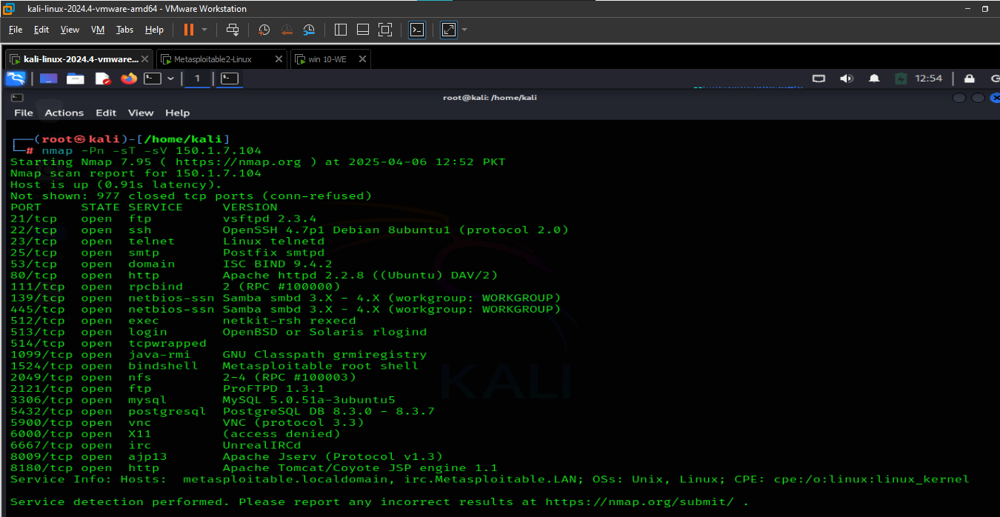 kali-linux-2024.4-vmware-amd64 - VMware Workstation
File Edit View VM Tabs Help
kali-linux-2024.4-vmware... Metasploitable2-Linux win 10-WE
1 12:54
root@kali: /home/kali
File Actions Edit View Help
┌──(root㉿kali)-[/home/kali]
└─# nmap -Pn -sT -sV 150.1.7.104
Starting Nmap 7.95 ( https://nmap.org ) at 2025-04-06 12:52 PKT
Nmap scan report for 150.1.7.104
Host is up (0.91s latency).
Not shown: 977 closed tcp ports (conn-refused)
PORT STATE SERVICE VERSION
21/tcp open ftp vsftpd 2.3.4
22/tcp open ssh OpenSSH 4.7p1 Debian 8ubuntu1 (protocol 2.0)
23/tcp open telnet Linux telnetd
25/tcp open smtp Postfix smtpd
53/tcp open domain ISC BIND 9.4.2
80/tcp open http Apache httpd 2.2.8 ((Ubuntu) DAV/2)
111/tcp open rpcbind 2 (RPC #100000)
139/tcp open netbios-ssn Samba smbd 3.X - 4.X (workgroup: WORKGROUP)
445/tcp open netbios-ssn Samba smbd 3.X - 4.X (workgroup: WORKGROUP)
512/tcp open exec netkit-rsh rexecd
513/tcp open login OpenBSD or Solaris rlogind
514/tcp open tcpwrapped
1099/tcp open java-rmi GNU Classpath grmiregistry
1524/tcp open bindshell Metasploitable root shell
2049/tcp open nfs 2-4 (RPC #100003)
2121/tcp open ftp ProFTPD 1.3.1
3306/tcp open mysql MySQL 5.0.51a-3ubuntu5
5432/tcp open postgresql PostgreSQL DB 8.3.0 - 8.3.7
5900/tcp open vnc VNC (protocol 3.3)
6000/tcp open X11 (access denied)
6667/tcp open irc UnrealIRCd
8009/tcp open ajp13 Apache Jserv (Protocol v1.3)
8180/tcp open http Apache Tomcat/Coyote JSP engine 1.1
Service Info: Hosts:  metasploitable.localdomain, irc.Metasploitable.LAN; OSs: Unix, Linux; CPE: cpe:/o:linux:linux_kernel
Service detection performed. Please report any incorrect results at https://nmap.org/submit/ .
KALI